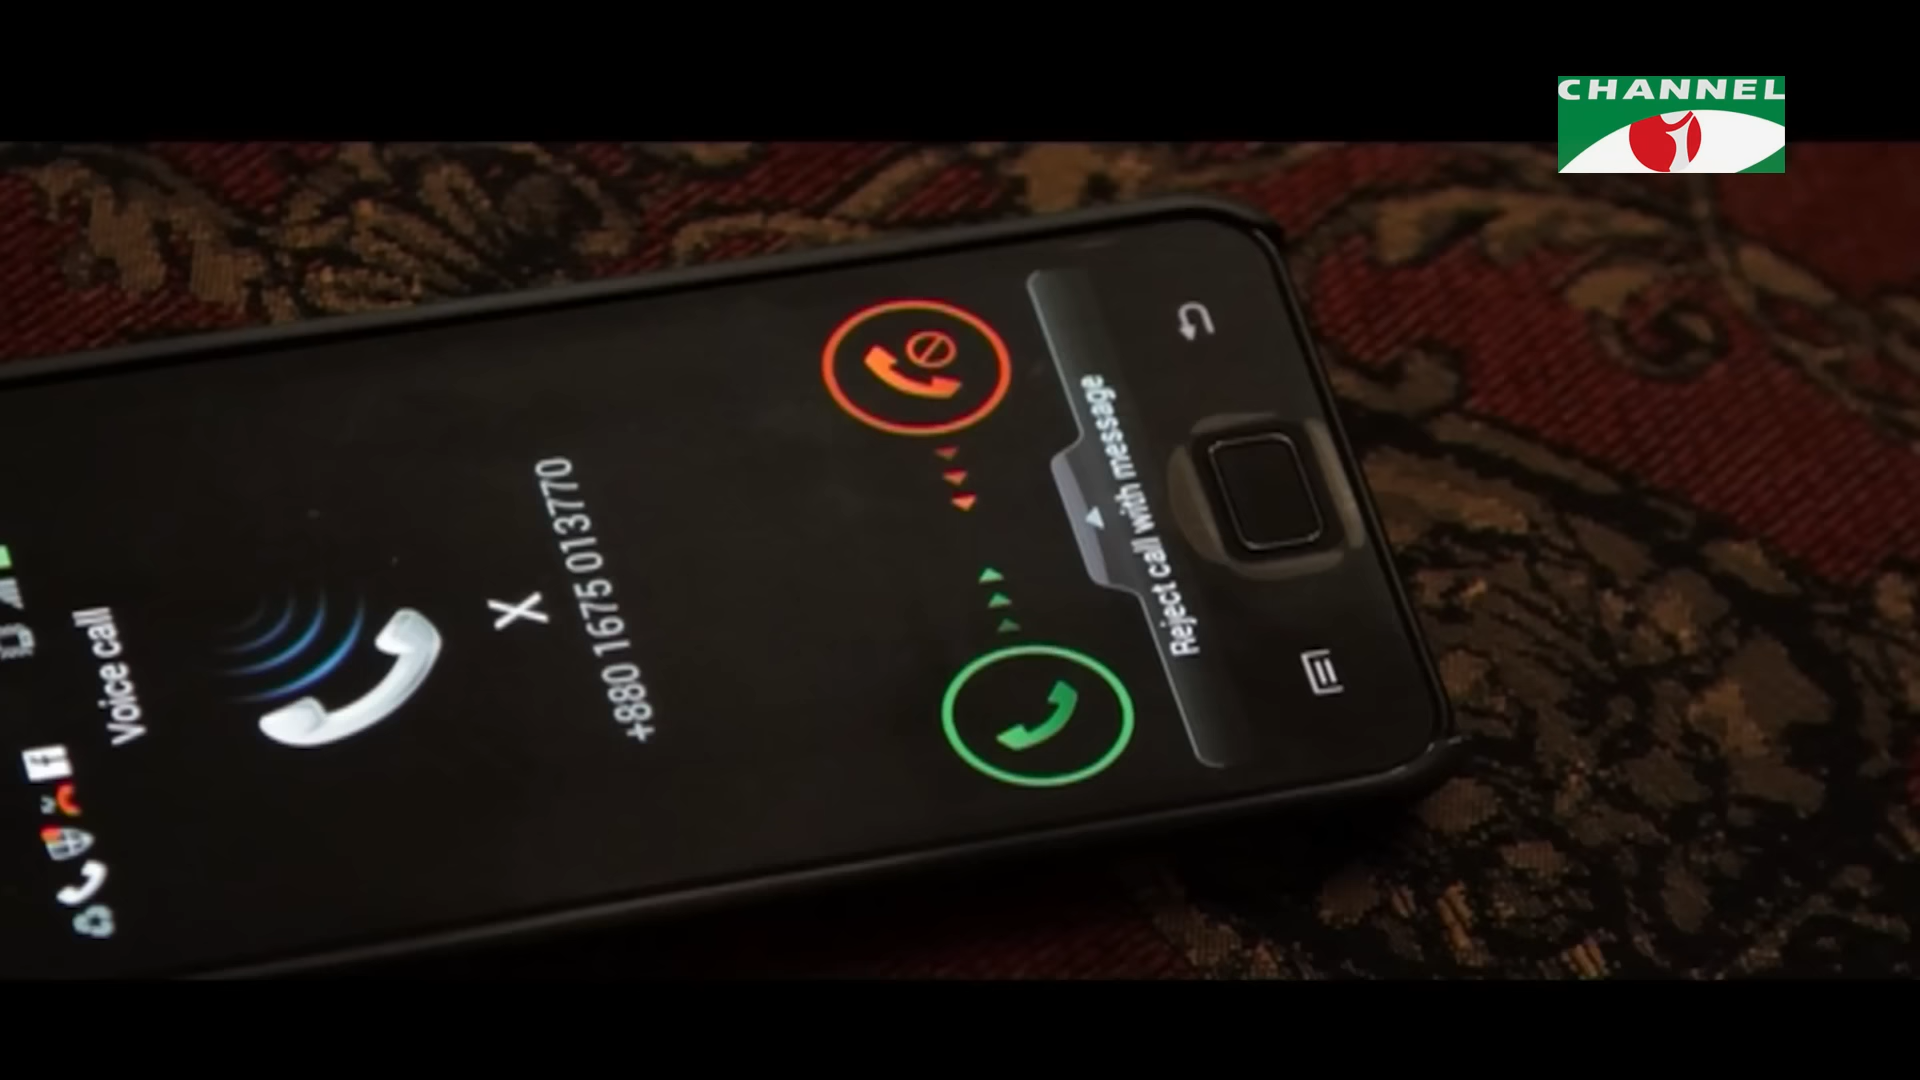 CHANNEL
Voice call
X
+880 1675 013770
Reject call with message